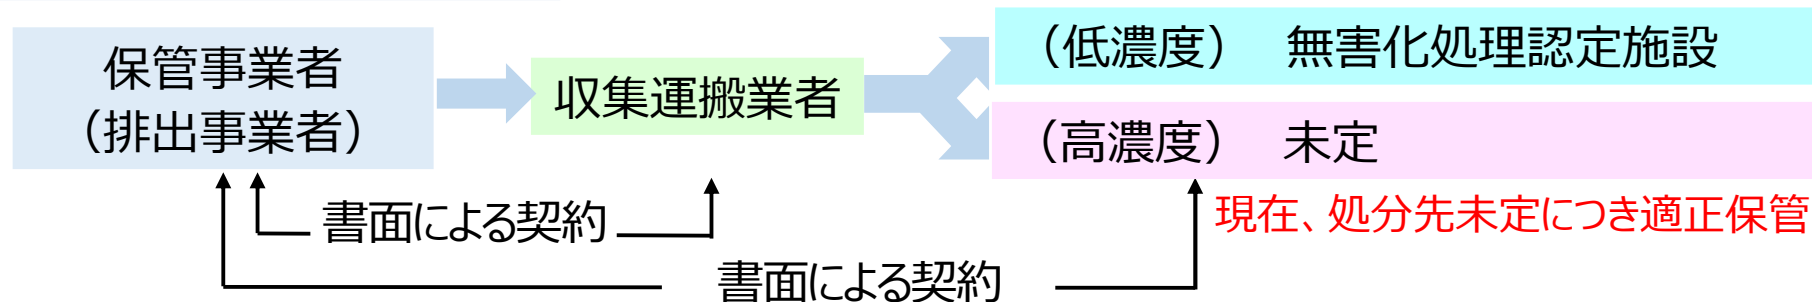 保管事業者
（排出事業者）
収集運搬業者
（低濃度）　無害化処理認定施設
（高濃度）　未定
現在、処分先未定につき適正保管
書面による契約
書面による契約